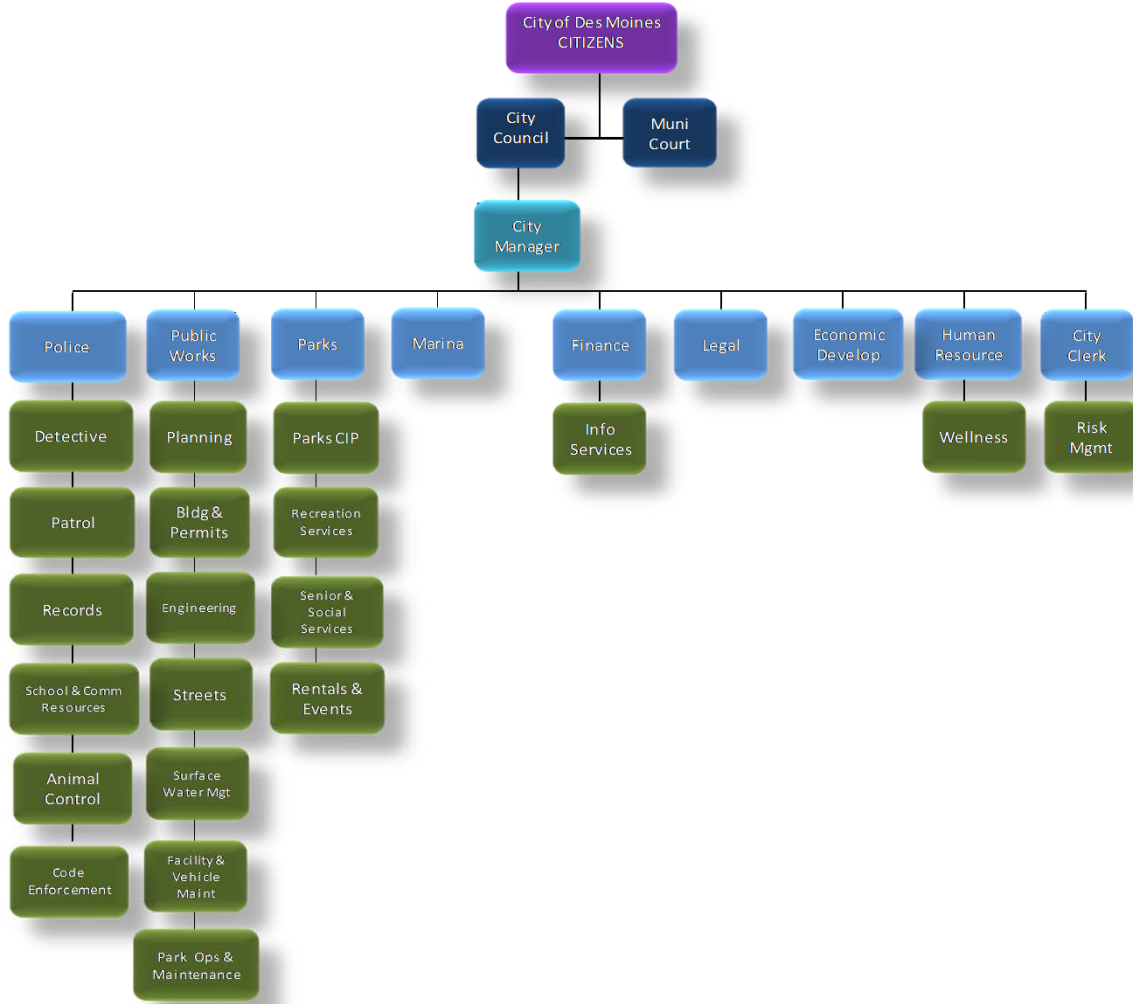 City of Des Moines
CITIZENS
City
Council
Muni
Court
City
Manager
Police
Public
Works
Parks
Marina
Finance
Legal
Economic
Develop
Human
Resource
City
Clerk
Detective
Planning
Parks CIP
Info
Services
Wellness
Risk
Mgmt
Patrol
Bldg &
Permits
Recreation
Services
Records
Engineering
Senior &
Social
Services
School & Comm
Resources
Streets
Rentals &
Events
Animal
Control
Surface
Water Mgt
Code
Enforcement
Facility &
Vehicle
Maint
Park Ops &
Maintenance